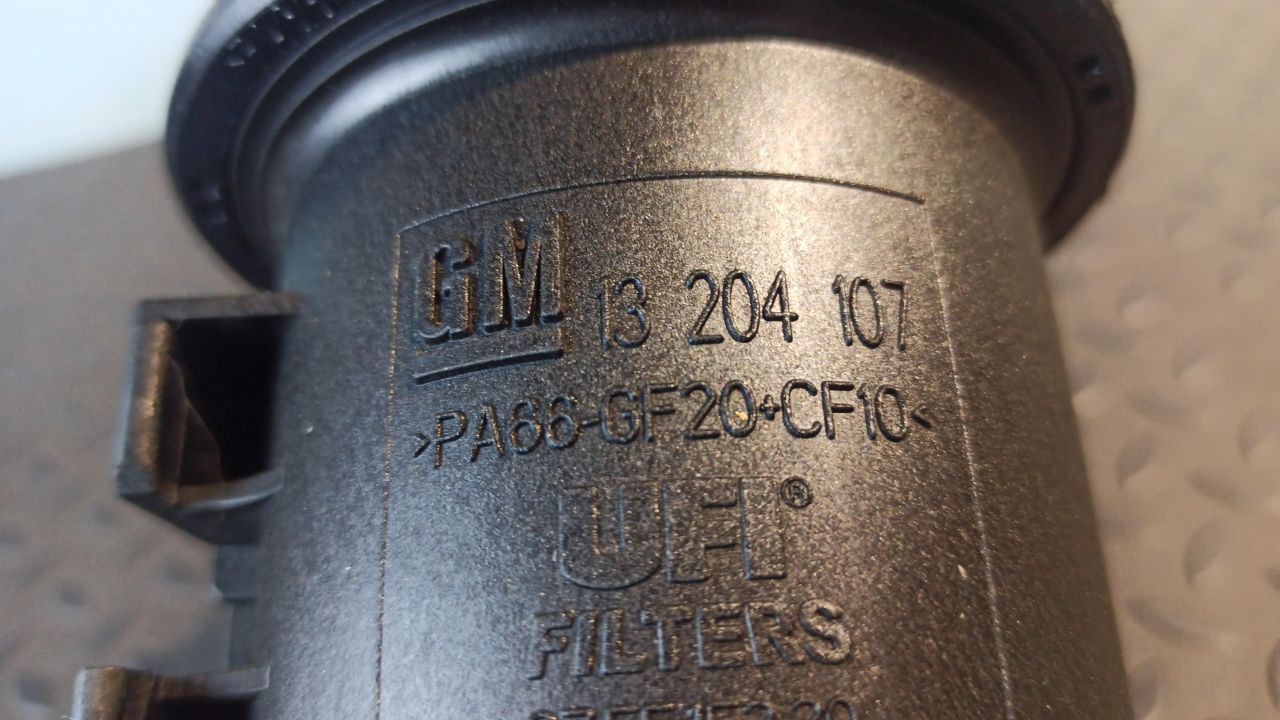 GM 13 204 107
>PA66-GF20+CF10<
UFI®
FILTERS